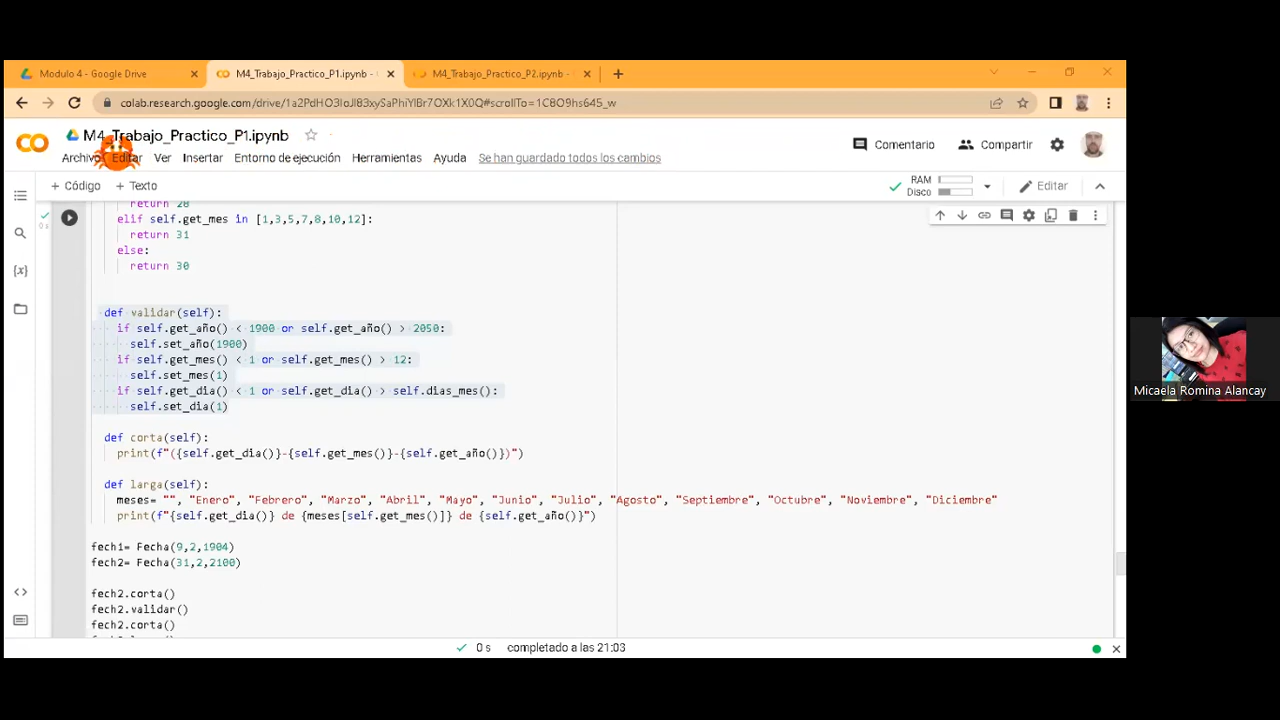 Modulo 4 - Google Drive
M4_Trabajo_Practico_P1.ipynb -
M4_Trabajo_Practico_P2.ipynb -
colab.research.google.com/drive/1a2PdHO3IoJl83xySaPhiYlBr7OXk1X0Q#scrollTo=1C8O9hs645_w
M4_Trabajo_Practico_P1.ipynb
Archivo Editar Ver Insertar Entorno de ejecución Herramientas Ayuda Se han guardado todos los cambios
Comentario Compartir
+ Código + Texto
RAM
Disco
Editar
return 28
elif self.get_mes in [1,3,5,7,8,10,12]:
return 31
else:
return 30
def validar(self):
if self.get_año() < 1900 or self.get_año() > 2050:
self.set_año(1900)
if self.get_mes() < 1 or self.get_mes() > 12:
self.set_mes(1)
if self.get_dia() < 1 or self.get_dia() > self.dias_mes():
self.set_dia(1)
def corta(self):
print(f"({self.get_dia()}-{self.get_mes()}-{self.get_año()})")
def larga(self):
meses= "", "Enero", "Febrero", "Marzo", "Abril", "Mayo", "Junio", "Julio", "Agosto", "Septiembre", "Octubre", "Noviembre", "Diciembre"
print(f"{self.get_dia()} de {meses[self.get_mes()]} de {self.get_año()}")
fech1= Fecha(9,2,1904)
fech2= Fecha(31,2,2100)
fech2.corta()
fech2.validar()
fech2.corta()
0 s completado a las 21:03
Micaela Romina Alancay